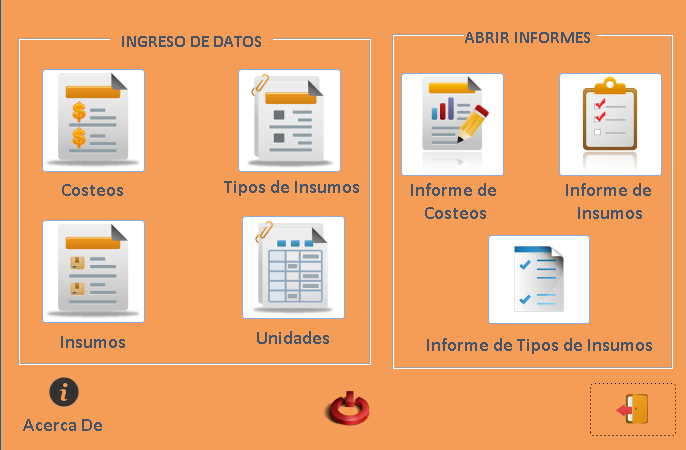 INGRESO DE DATOS
Costeos
Tipos de Insumos
Insumos
Unidades
ABRIR INFORMES
Informe de
Costeos
Informe de
Insumos
Informe de Tipos de Insumos
Acerca De